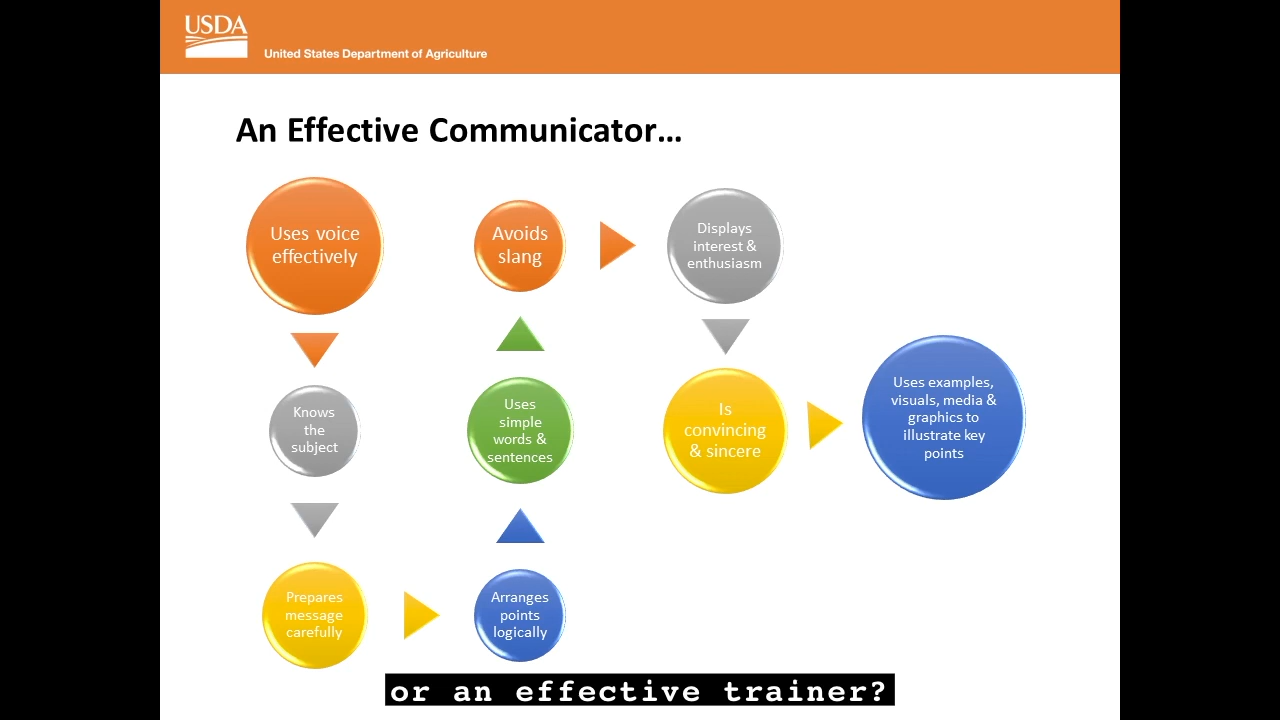 USDA
United States Department of Agriculture
An Effective Communicator...
Uses voice
effectively
Knows
the
subject
Prepares
message
carefully
Arranges
points
logically
Uses
simple
words &
sentences
Avoids
slang
Displays
interest &
enthusiasm
Is
convincing
& sincere
Uses examples,
visuals, media &
graphics to
illustrate key
points
or an effective trainer?